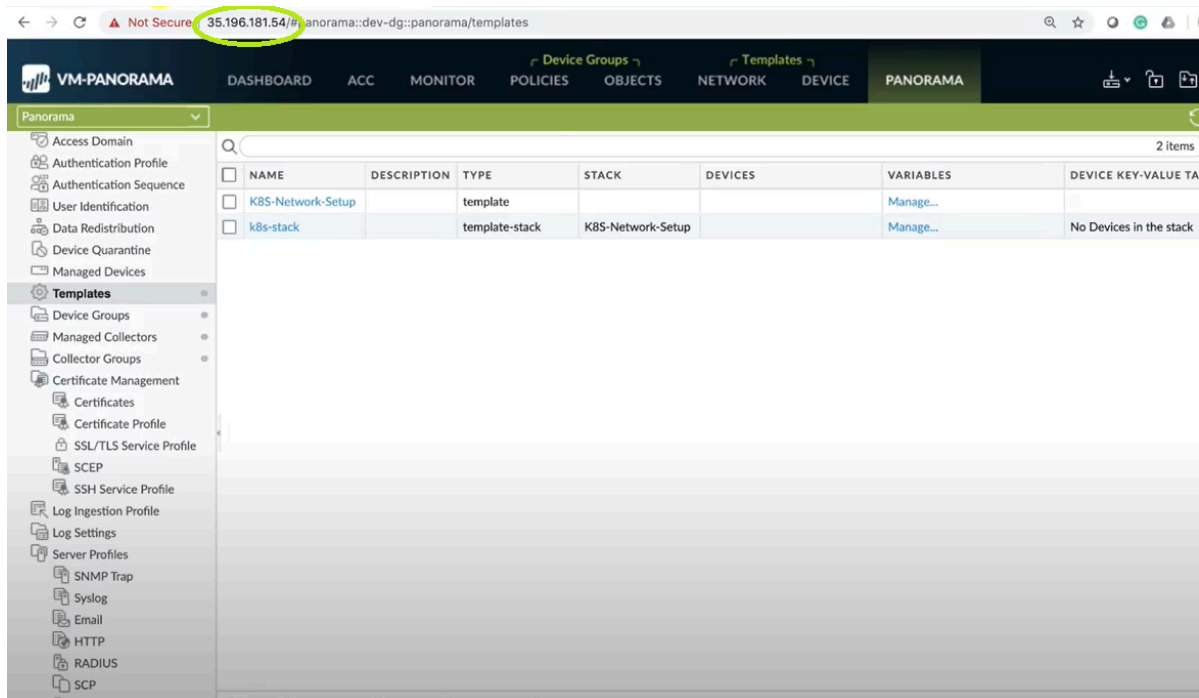 Not Secure 35.196.181.54/#panorama::dev-dg::panorama/templates
VM-PANORAMA
DASHBOARD ACC MONITOR
Device Groups
POLICIES OBJECTS
Templates
NETWORK DEVICE
PANORAMA
Panorama
Access Domain
Authentication Profile
Authentication Sequence
User Identification
Data Redistribution
Device Quarantine
Managed Devices
Templates
Device Groups
Managed Collectors
Collector Groups
Certificate Management
Certificates
Certificate Profile
SSL/TLS Service Profile
SCEP
SSH Service Profile
Log Ingestion Profile
Log Settings
Server Profiles
SNMP Trap
Syslog
Email
HTTP
RADIUS
SCP
2 items
NAME DESCRIPTION TYPE STACK DEVICES VARIABLES DEVICE KEY-VALUE TA
K8S-Network-Setup template Manage...
k8s-stack template-stack K8S-Network-Setup Manage... No Devices in the stack